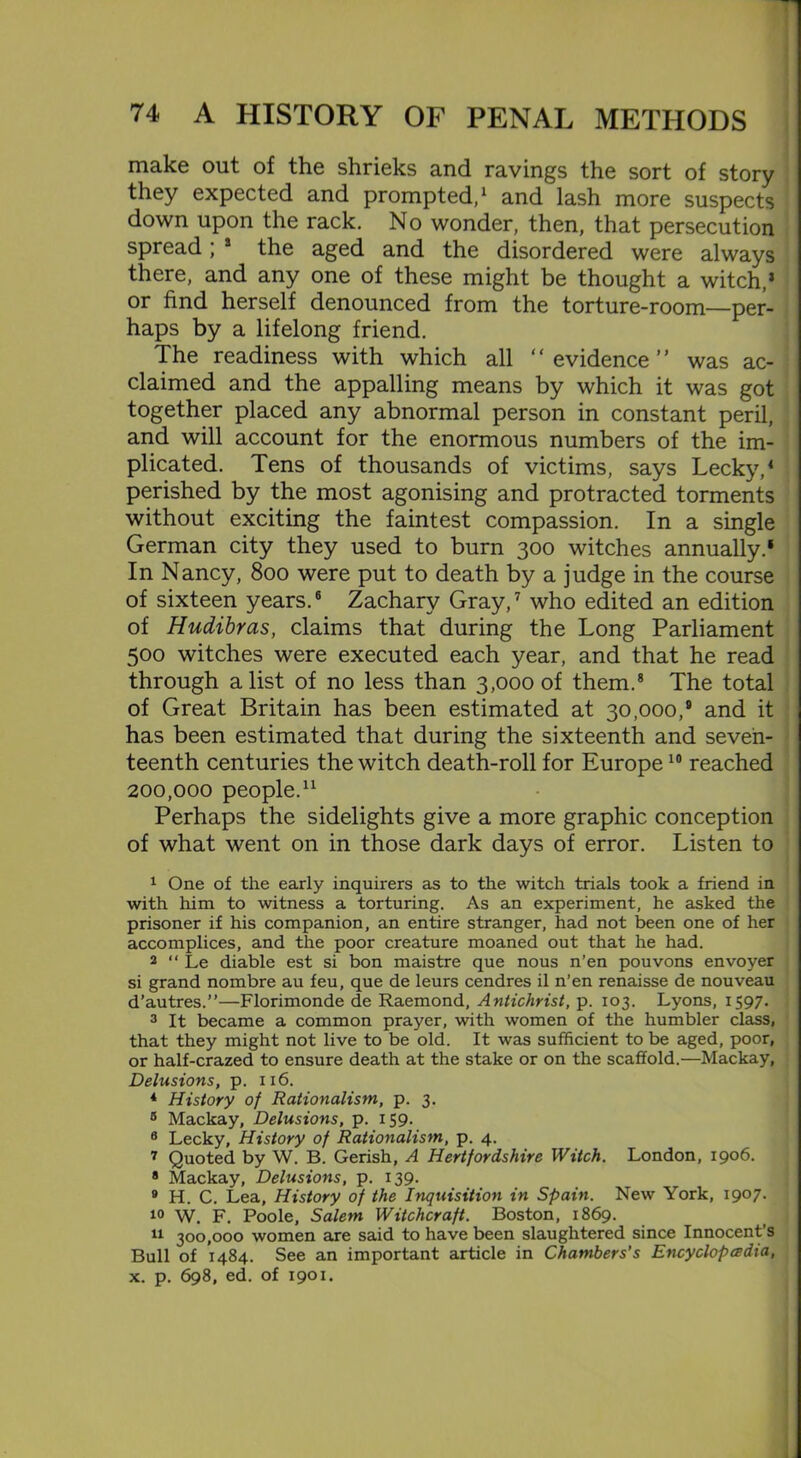 74 A HISTORY OF PENAL METHODS
make out of the shrieks and ravings the sort of story
they expected and prompted,¹ and lash more suspects
down upon the rack. No wonder, then, that persecution
spread ; ² the aged and the disordered were always
there, and any one of these might be thought a witch,³
or find herself denounced from the torture-room—per-
haps by a lifelong friend.
The readiness with which all “ evidence ” was ac-
claimed and the appalling means by which it was got
together placed any abnormal person in constant peril,
and will account for the enormous numbers of the im-
plicated. Tens of thousands of victims, says Lecky,⁴
perished by the most agonising and protracted torments
without exciting the faintest compassion. In a single
German city they used to burn 300 witches annually.⁵
In Nancy, 800 were put to death by a judge in the course
of sixteen years.⁶ Zachary Gray,⁷ who edited an edition
of Hudibras, claims that during the Long Parliament
500 witches were executed each year, and that he read
through a list of no less than 3,000 of them.⁸ The total
of Great Britain has been estimated at 30,000,⁹ and it
has been estimated that during the sixteenth and seven-
teenth centuries the witch death-roll for Europe ¹⁰ reached
200,000 people.¹¹
Perhaps the sidelights give a more graphic conception
of what went on in those dark days of error. Listen to
¹ One of the early inquirers as to the witch trials took a friend in
with him to witness a torturing. As an experiment, he asked the
prisoner if his companion, an entire stranger, had not been one of her
accomplices, and the poor creature moaned out that he had.
² “ Le diable est si bon maistre que nous n’en pouvons envoyer
si grand nombre au feu, que de leurs cendres il n’en renaisse de nouveau
d’autres.”—Florimonde de Raemond, Antichrist, p. 103. Lyons, 1597.
³ It became a common prayer, with women of the humbler class,
that they might not live to be old. It was sufficient to be aged, poor,
or half-crazed to ensure death at the stake or on the scaffold.—Mackay,
Delusions, p. 116.
⁴ History of Rationalism, p. 3.
⁵ Mackay, Delusions, p. 159.
⁶ Lecky, History of Rationalism, p. 4.
⁷ Quoted by W. B. Gerish, A Hertfordshire Witch. London, 1906.
⁸ Mackay, Delusions, p. 139.
⁹ H. C. Lea, History of the Inquisition in Spain. New York, 1907.
¹⁰ W. F. Poole, Salem Witchcraft. Boston, 1869.
¹¹ 300,000 women are said to have been slaughtered since Innocent’s
Bull of 1484. See an important article in Chambers’s Encyclopædia,
x. p. 698, ed. of 1901.